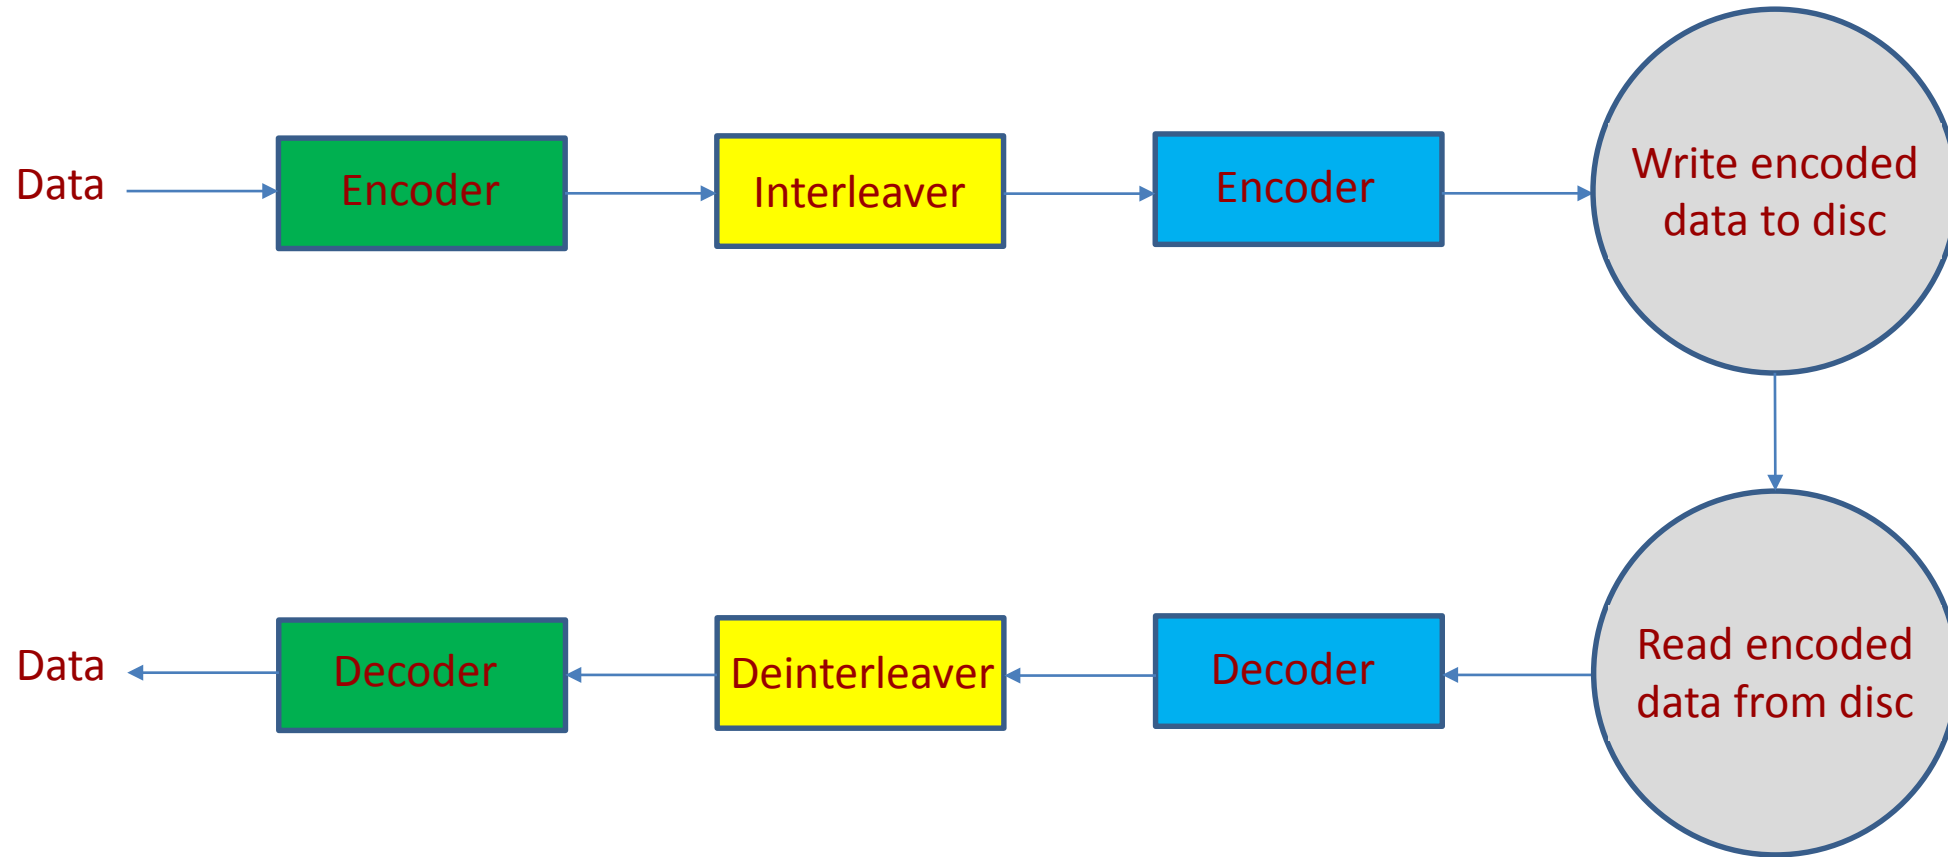 Data
Encoder
Interleaver
Encoder
Write encoded
data to disc
Data
Decoder
Deinterleaver
Decoder
Read encoded
data from disc